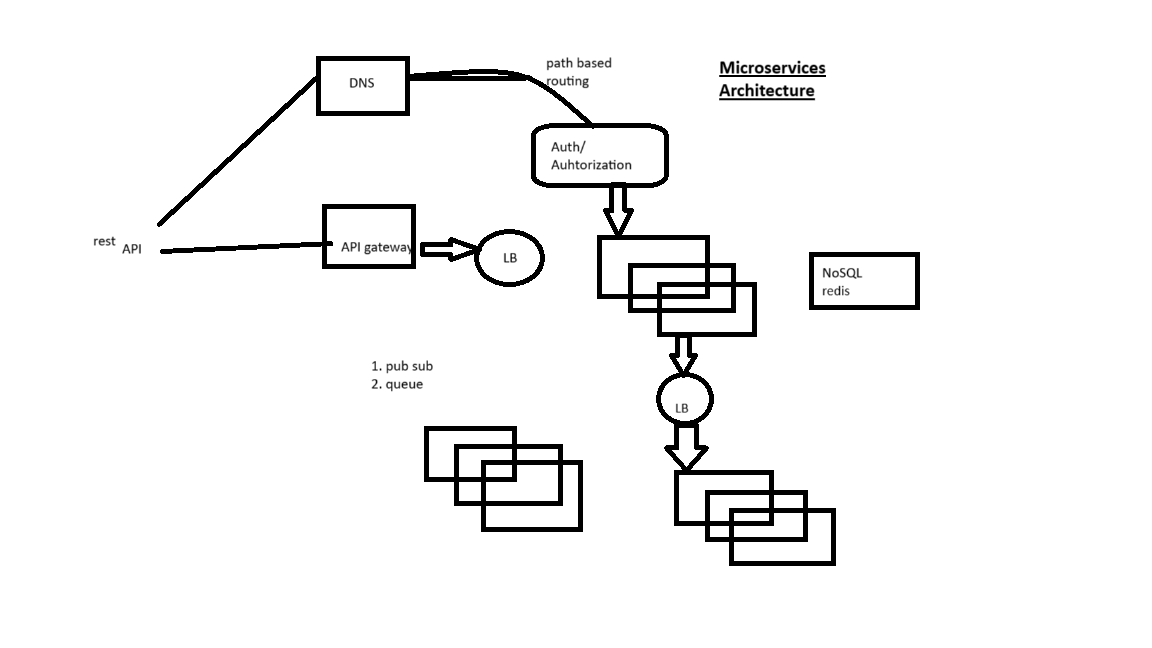 Microservices
Architecture
DNS
path based
routing
Auth/
Auhtorization
rest API
API gateway
LB
NoSQL
redis
1. pub sub
2. queue
LB